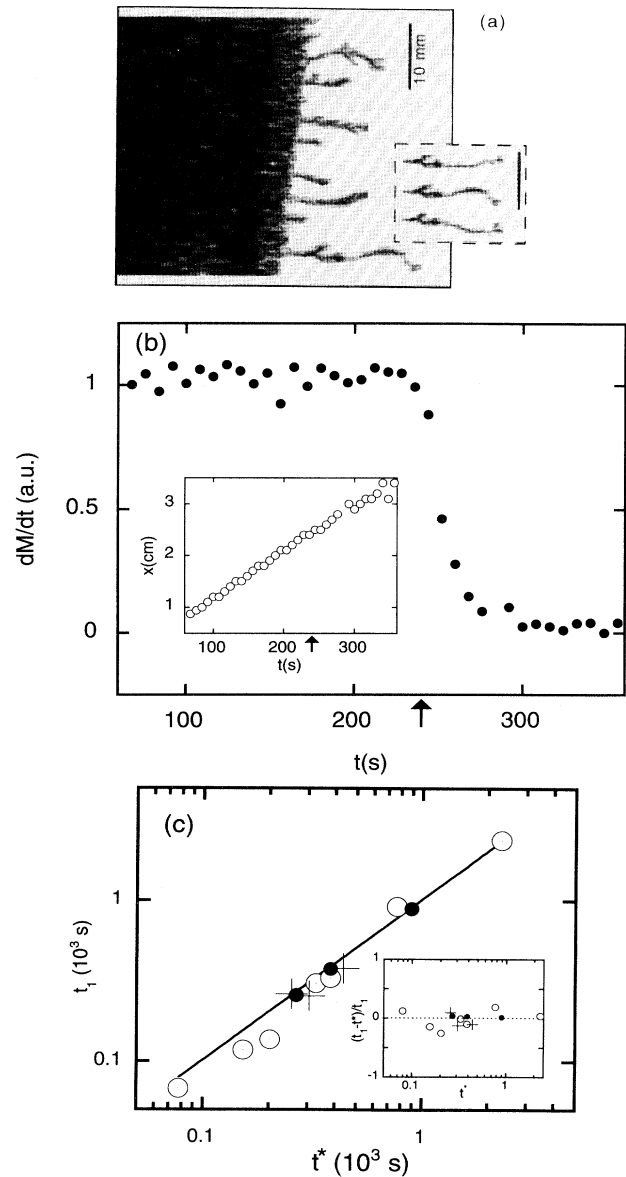 (a)
10 mm
(b)
1
0.5
0
dM/dt (a.u.)
3
2
1
x(cm)
100 200 300
t(s)
100 200 300
t(s)
(c)
1
0.1
t₁ (10³ s)
1
0
-1
(t₁-t*)/t₁
0.1 1
t*
0.1 1
t* (10³ s)